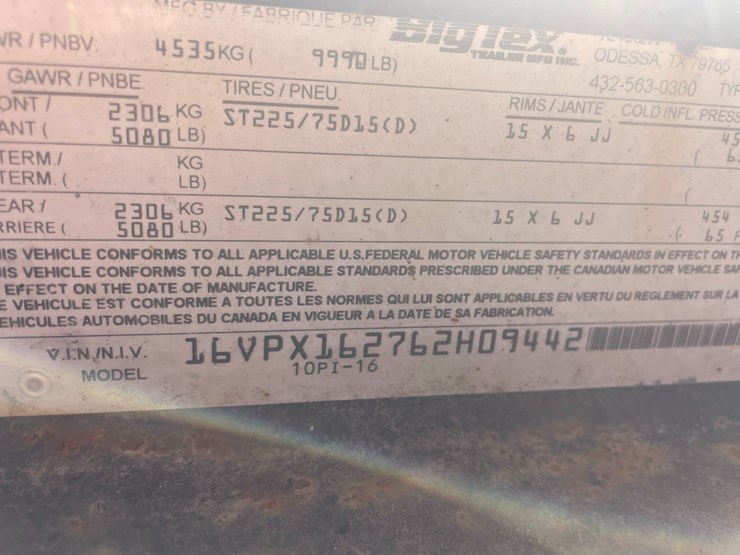 MFG BY / FABRIQUE PAR: BigTex.
TRAILER MFG INC.
ODESSA, TX 79765
432-563-0300 TYP
WR / PNBV: 4535 KG ( 9990 LB)
GAWR / PNBE TIRES / PNEU. RIMS / JANTE COLD INFL. PRESS
ONT / 2306 KG ST225/75D15(D) 15 X 6 JJ 45
ANT ( 5080 LB) ( 6
TERM./ KG
TERM. ( LB) (
EAR / 2306 KG ST225/75D15(D) 15 X 6 JJ 454
RRIERE ( 5080 LB) ( 65 P
IS VEHICLE CONFORMS TO ALL APPLICABLE U.S.FEDERAL MOTOR VEHICLE SAFETY STANDARDS IN EFFECT ON TH
IS VEHICLE CONFORMS TO ALL APPLICABLE STANDARDS PRESCRIBED UNDER THE CANADIAN MOTOR VEHICLE SAF
EFFECT ON THE DATE OF MANUFACTURE.
E VEHICULE EST CONFORME A TOUTES LES NORMES QUI LUI SONT APPLICABLES EN VERTU DU REGLEMENT SUR LA
EHICULES AUTOMOBILES DU CANADA EN VIGUEUR A LA DATE DE SA FABRICATION.
V.I.N./N.I.V. 16VPX162762H09442
MODEL 10PI-16